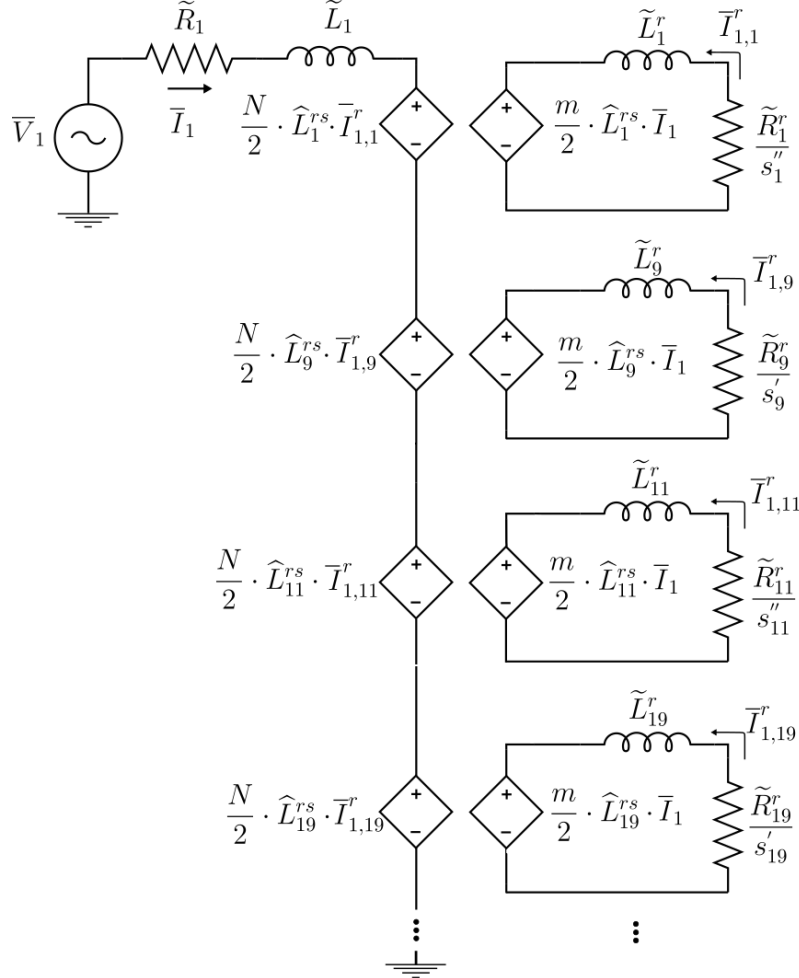 R̃₁ L̃₁ L̃₁ʳ Ī₁,₁ʳ
V̄₁ Ī₁ N/2 · L̂₁ʳˢ · Ī₁,₁ʳ + − + − m/2 · L̂₁ʳˢ · Ī₁ R̃₁ʳ/s₁″
L̃₉ʳ Ī₁,₉ʳ
N/2 · L̂₉ʳˢ · Ī₁,₉ʳ + − + − m/2 · L̂₉ʳˢ · Ī₁ R̃₉ʳ/s₉′
L̃₁₁ʳ Ī₁,₁₁ʳ
N/2 · L̂₁₁ʳˢ · Ī₁,₁₁ʳ + − + − m/2 · L̂₁₁ʳˢ · Ī₁ R̃₁₁ʳ/s₁₁″
L̃₁₉ʳ Ī₁,₁₉ʳ
N/2 · L̂₁₉ʳˢ · Ī₁,₁₉ʳ + − + − m/2 · L̂₁₉ʳˢ · Ī₁ R̃₁₉ʳ/s₁₉′
⋮ ⋮